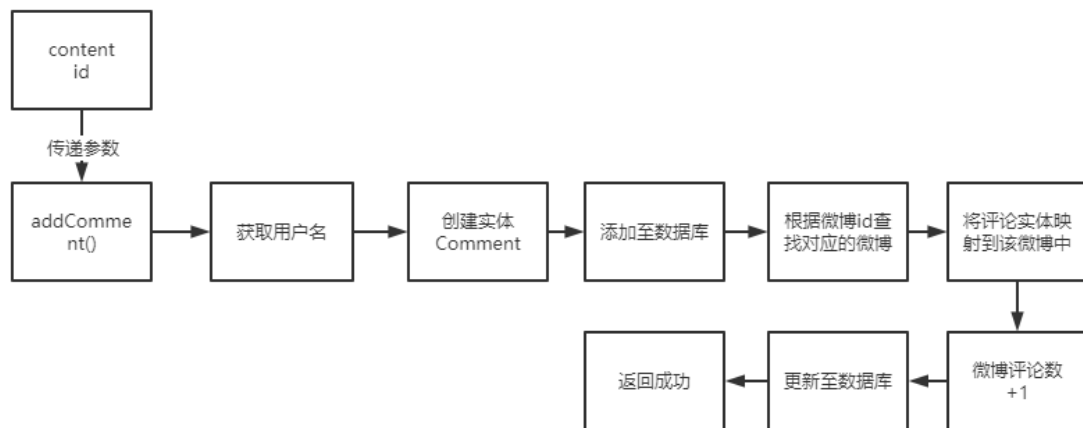 content
id
传递参数
addComme
nt()
获取用户名
创建实体
Comment
添加至数据库
根据微博id查
找对应的微博
将评论实体映
射到该微博中
微博评论数
+1
更新至数据库
返回成功